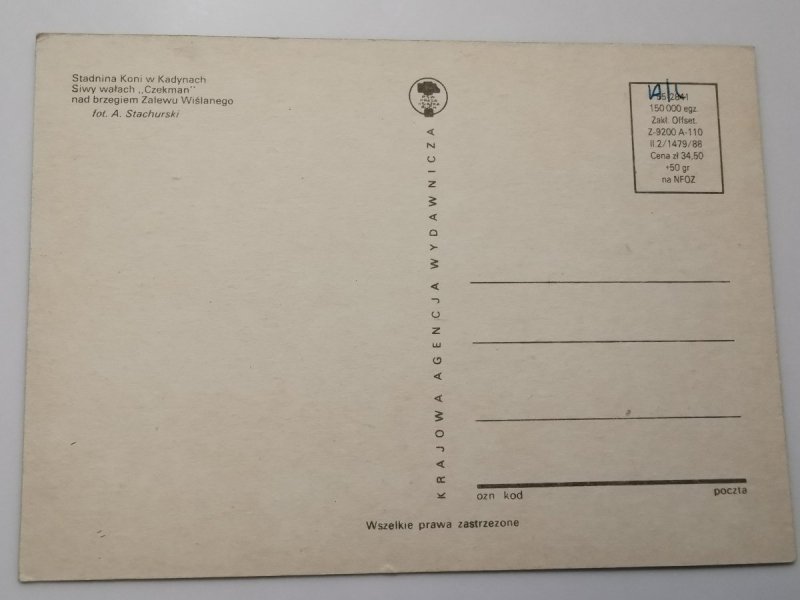 Stadnina Koni w Kadynach
Siwy wałach ,,Czekman''
nad brzegiem Zalewu Wiślanego
fot. A. Stachurski
KRAJOWA AGENCJA WYDAWNICZA
150 000 egz.
Zakł. Offset.
Z-9200 A-110
II.2/1479/88
Cena zł 34,50
+50 gr
na NFOZ
ozn kod
poczta
Wszelkie prawa zastrzezone